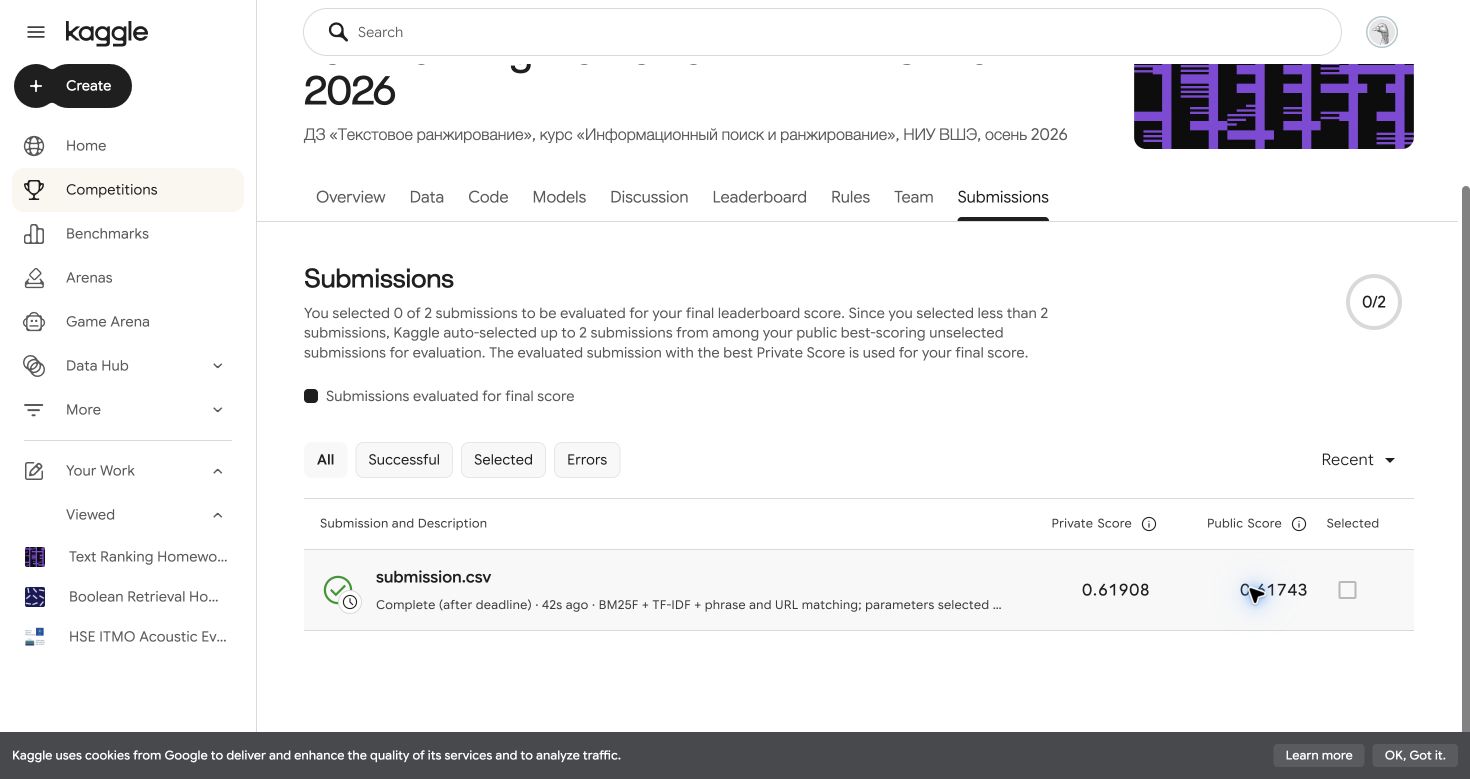 kaggle
Search
Create
Home
Competitions
Benchmarks
Arenas
Game Arena
Data Hub
More
Your Work
Viewed
Text Ranking Homewo...
Boolean Retrieval Ho...
HSE ITMO Acoustic Ev...
2026
ДЗ «Текстовое ранжирование», курс «Информационный поиск и ранжирование», НИУ ВШЭ, осень 2026
Overview Data Code Models Discussion Leaderboard Rules Team Submissions
Submissions
0/2
You selected 0 of 2 submissions to be evaluated for your final leaderboard score. Since you selected less than 2
submissions, Kaggle auto-selected up to 2 submissions from among your public best-scoring unselected
submissions for evaluation. The evaluated submission with the best Private Score is used for your final score.
Submissions evaluated for final score
All Successful Selected Errors Recent
Submission and Description Private Score Public Score Selected
submission.csv
0.61908 0.61743
Complete (after deadline) · 42s ago · BM25F + TF-IDF + phrase and URL matching; parameters selected ...
Kaggle uses cookies from Google to deliver and enhance the quality of its services and to analyze traffic.
Learn more OK, Got it.